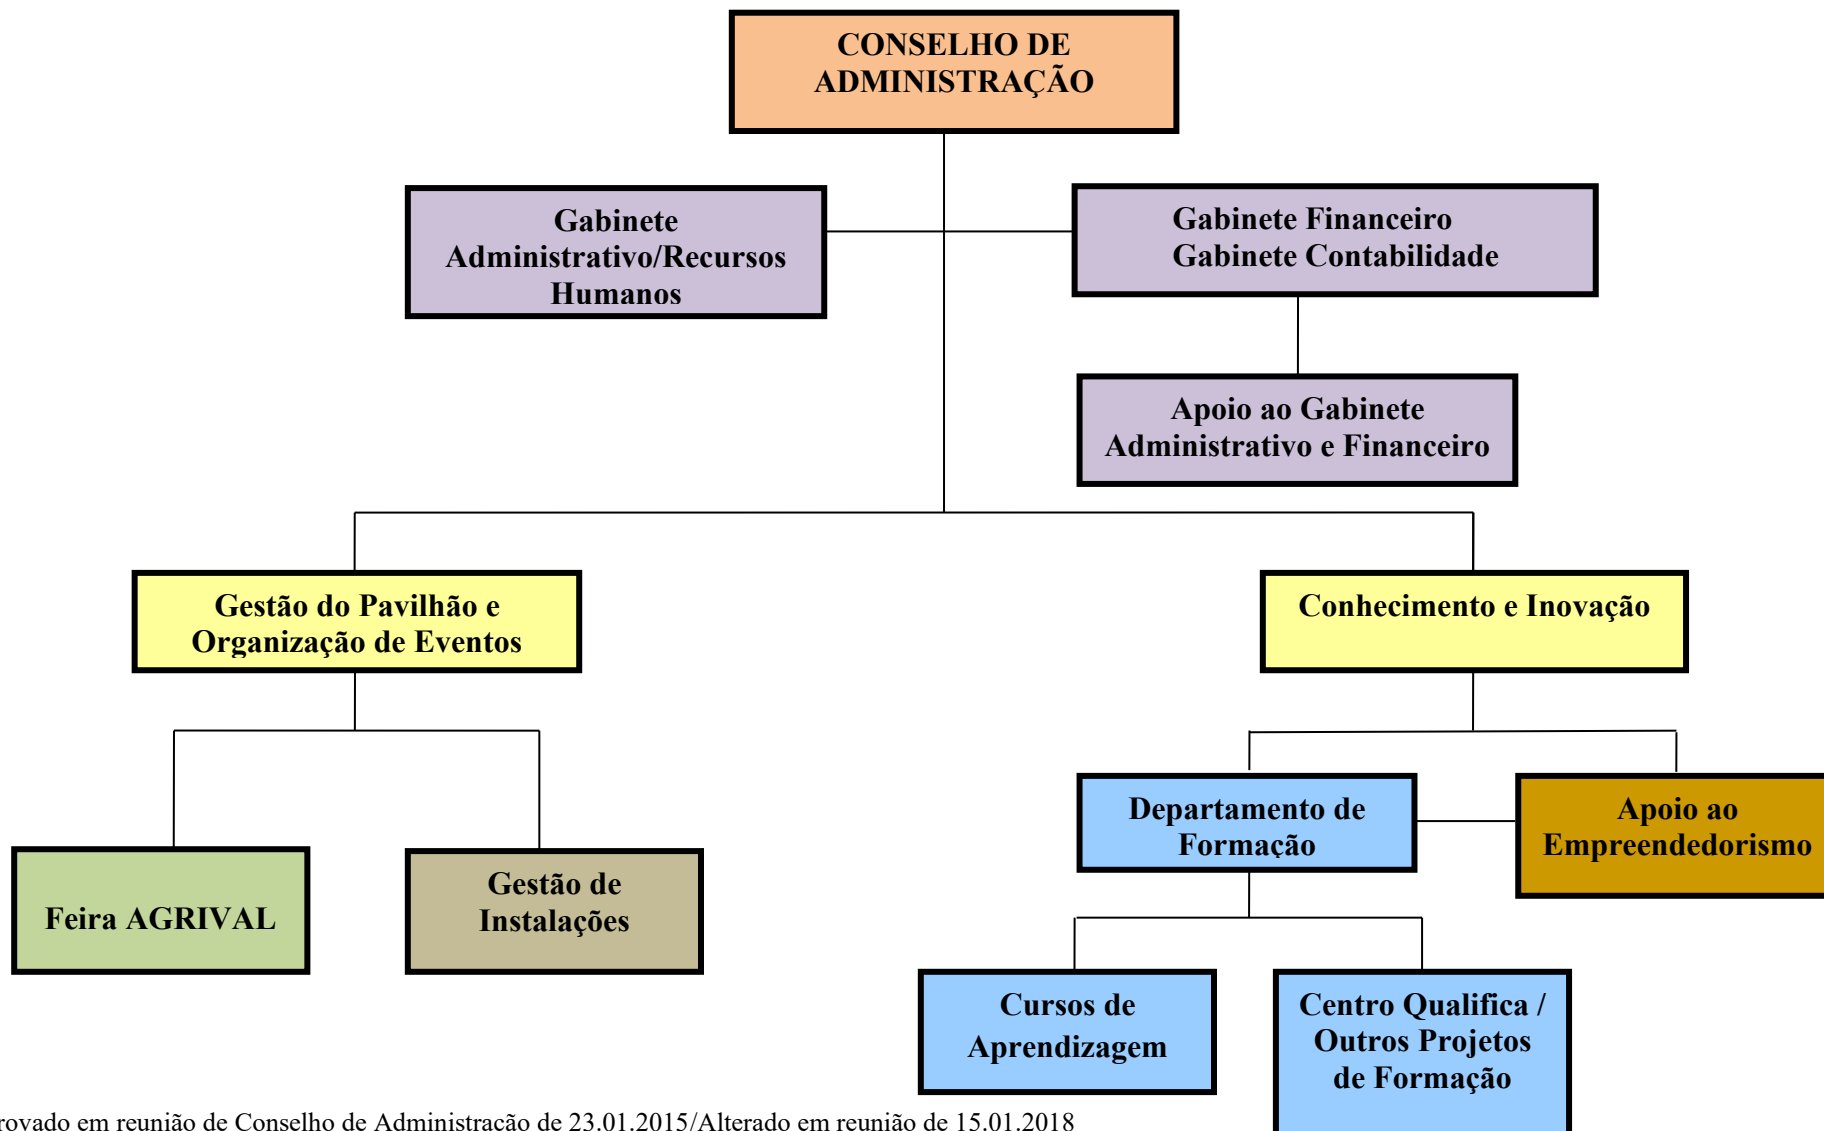 CONSELHO DE
ADMINISTRAÇÃO
Gabinete
Administrativo/Recursos
Humanos
Gabinete Financeiro
Gabinete Contabilidade
Apoio ao Gabinete
Administrativo e Financeiro
Gestão do Pavilhão e
Organização de Eventos
Conhecimento e Inovação
Departamento de
Formação
Apoio ao
Empreendedorismo
Feira AGRIVAL
Gestão de
Instalações
Cursos de
Aprendizagem
Centro Qualifica /
Outros Projetos
de Formação
rovado em reunião de Conselho de Administração de 23.01.2015/Alterado em reunião de 15.01.2018